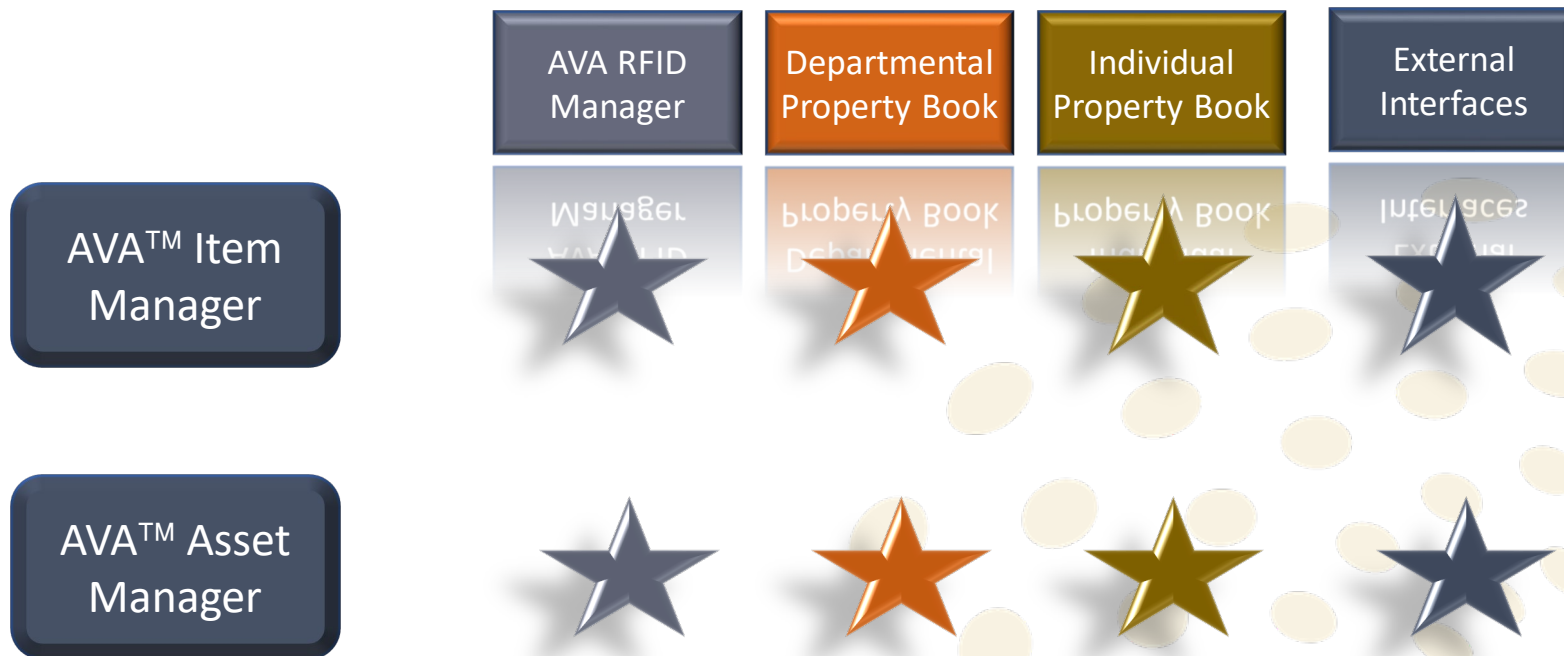 AVA RFID
Manager
Departmental
Property Book
Individual
Property Book
External
Interfaces
AVA™ Item
Manager
AVA™ Asset
Manager